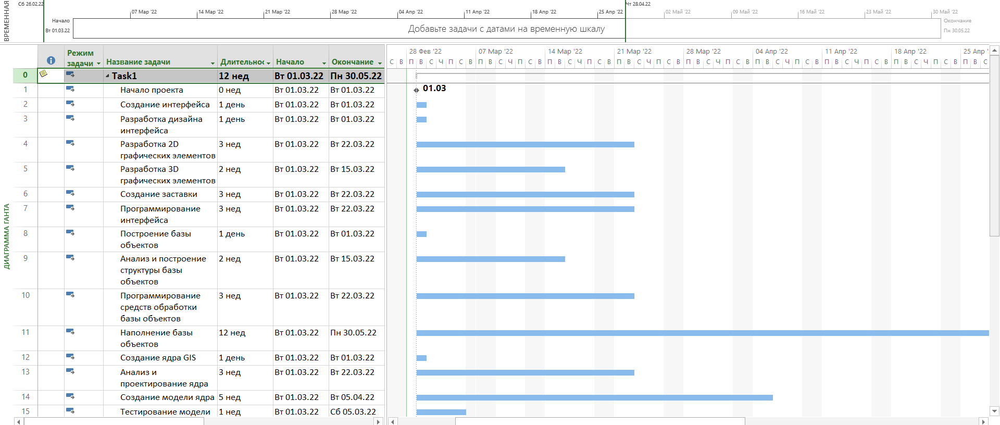 ВРЕМЕННАЯ
Сб 26.02.22
07 Мар '22
14 Мар '22
21 Мар '22
28 Мар '22
04 Апр '22
11 Апр '22
18 Апр '22
25 Апр '22
Чт 28.04.22
02 Май '22
09 Май '22
16 Май '22
23 Май '22
30 Май '22
Начало
Вт 01.03.22
Добавьте задачи с датами на временную шкалу
Окончание
Пн 30.05.22
ДИАГРАММА ГАНТА
Режим задачи Название задачи Длительнос Начало Окончание
28 Фев '22 07 Мар '22 14 Мар '22 21 Мар '22 28 Мар '22 04 Апр '22 11 Апр '22 18 Апр '22 25 Апр '
С В П В С Ч П С В П В С Ч П С В П В С Ч П С В П В С Ч П С В П В С Ч П С В П В С Ч П С В П В С Ч П С В П В С Ч П С В П В С
0 Task1 12 нед Вт 01.03.22 Пн 30.05.22
1 Начало проекта 0 нед Вт 01.03.22 Вт 01.03.22
01.03
2 Создание интерфейса 1 день Вт 01.03.22 Вт 01.03.22
3 Разработка дизайна 1 день Вт 01.03.22 Вт 01.03.22
интерфейса
4 Разработка 2D 3 нед Вт 01.03.22 Вт 22.03.22
графических элементов
5 Разработка 3D 2 нед Вт 01.03.22 Вт 15.03.22
графических элементов
6 Создание заставки 3 нед Вт 01.03.22 Вт 22.03.22
7 Программирование 3 нед Вт 01.03.22 Вт 22.03.22
интерфейса
8 Построение базы 1 день Вт 01.03.22 Вт 01.03.22
объектов
9 Анализ и построение 2 нед Вт 01.03.22 Вт 15.03.22
структуры базы
объектов
10 Программирование 3 нед Вт 01.03.22 Вт 22.03.22
средств обработки
базы объектов
11 Наполнение базы 12 нед Вт 01.03.22 Пн 30.05.22
объектов
12 Создание ядра GIS 1 день Вт 01.03.22 Вт 01.03.22
13 Анализ и 3 нед Вт 01.03.22 Вт 22.03.22
проектирование ядра
14 Создание модели ядра 5 нед Вт 01.03.22 Вт 05.04.22
15 Тестирование модели 1 нед Вт 01.03.22 Сб 05.03.22